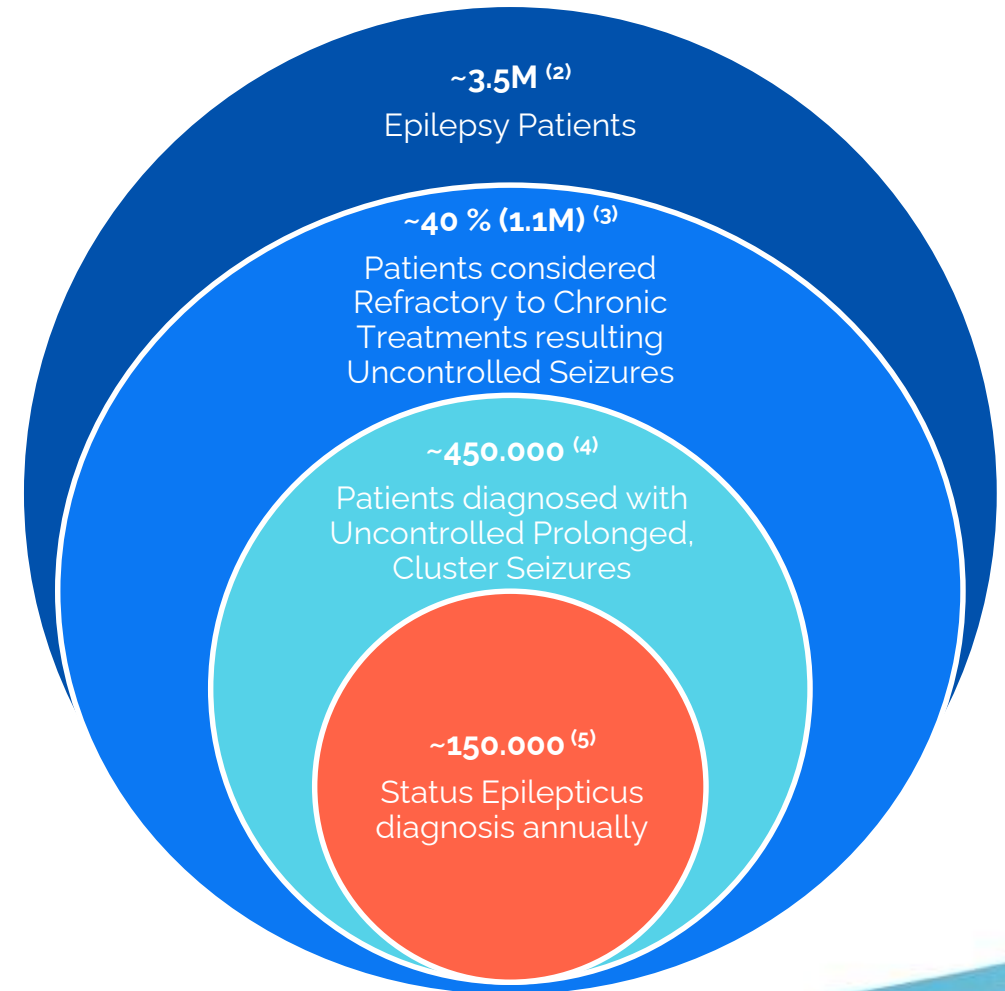 ~3.5M (2)
Epilepsy Patients
~40 % (1.1M) (3)
Patients considered
Refractory to Chronic
Treatments resulting
Uncontrolled Seizures
~450.000 (4)
Patients diagnosed with
Uncontrolled Prolonged,
Cluster Seizures
~150.000 (5)
Status Epilepticus
diagnosis annually